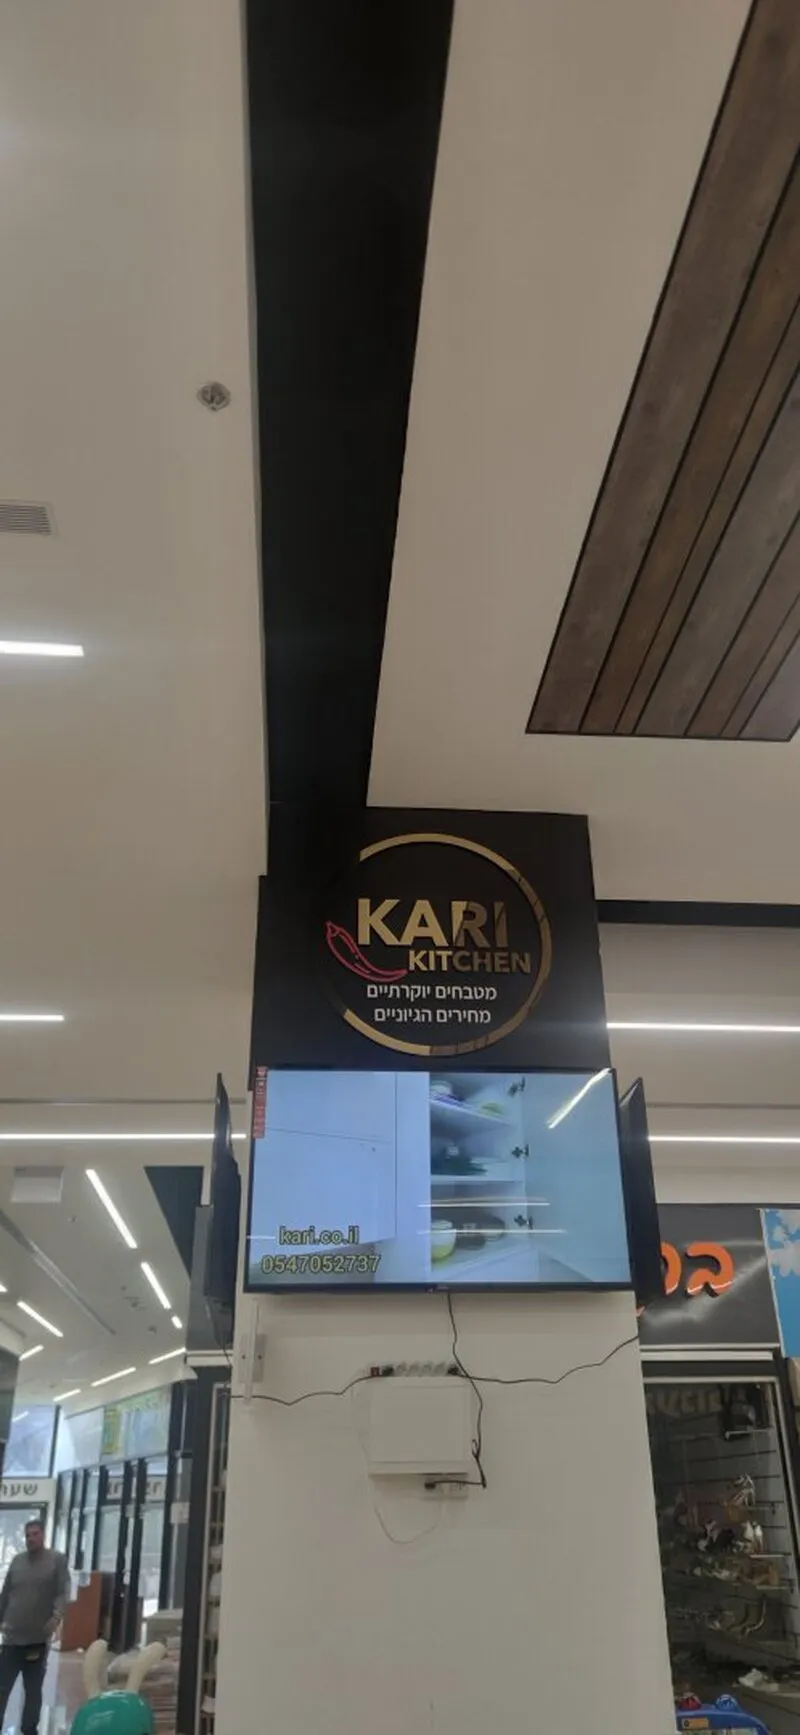 KARI
KITCHEN
מטבחים יוקרתיים
מחירים הגיוניים
kari.co.il
0547052737